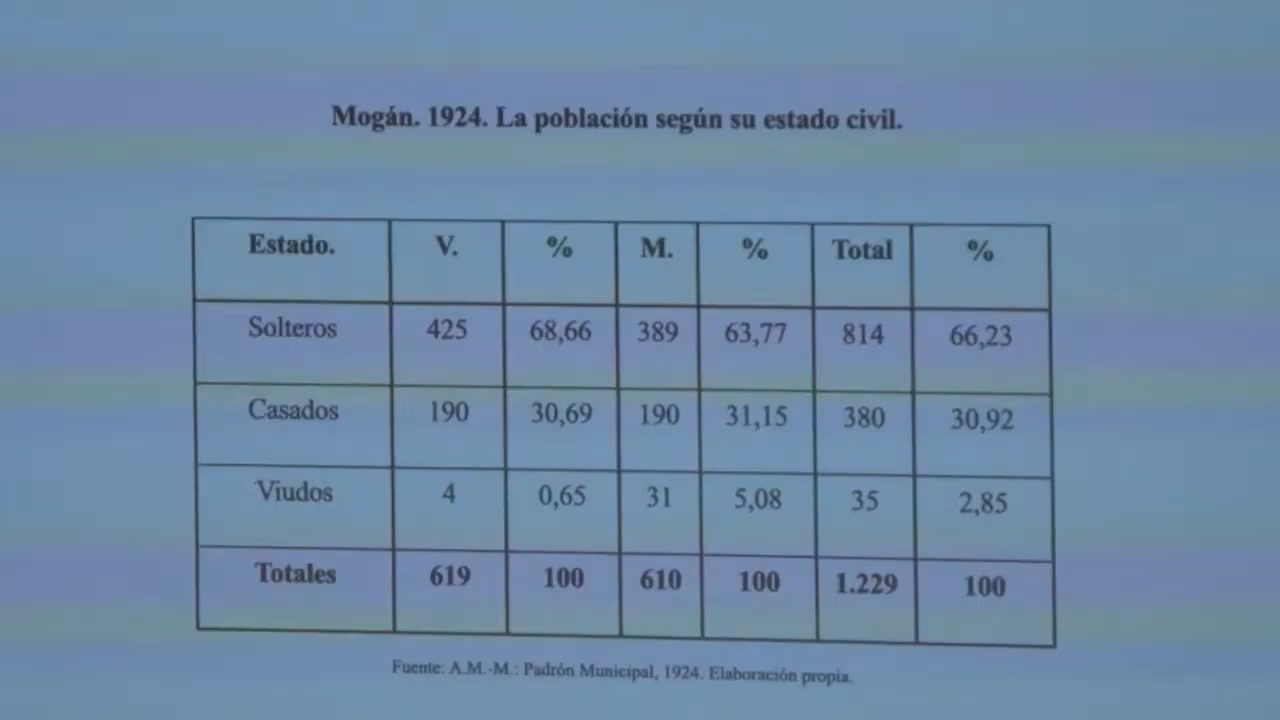 Mogán. 1924. La población según su estado civil.
Estado. V. % M. % Total %
Solteros 425 68,66 389 63,77 814 66,23
Casados 190 30,69 190 31,15 380 30,92
Viudos 4 0,65 31 5,08 35 2,85
Totales 619 100 610 100 1.229 100
Fuente: A.M.-M.: Padrón Municipal, 1924. Elaboración propia.